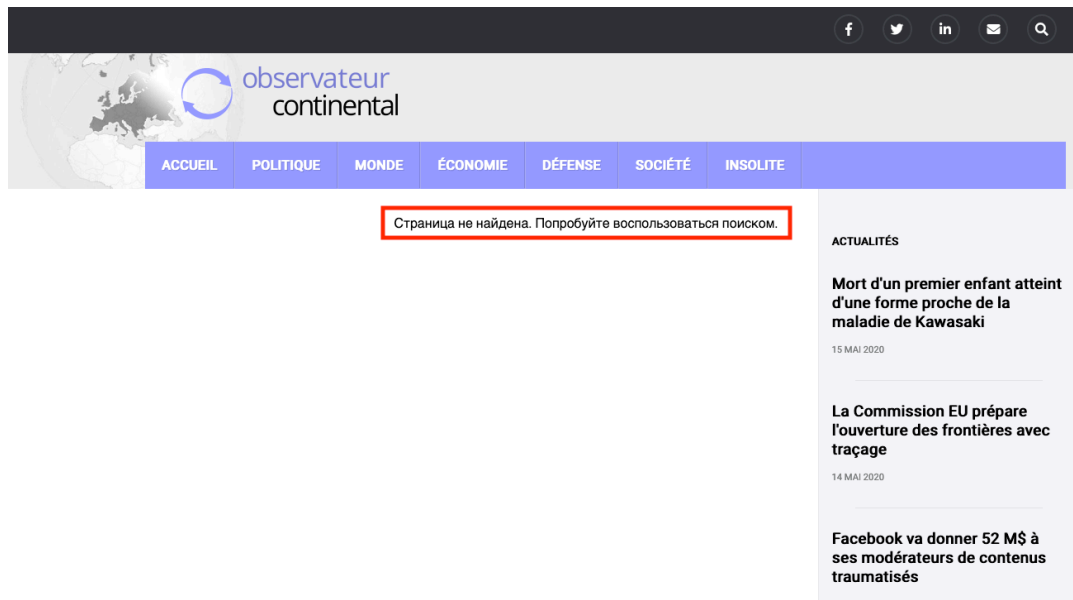 observateur
continental
ACCUEIL POLITIQUE MONDE ÉCONOMIE DÉFENSE SOCIÉTÉ INSOLITE
Страница не найдена. Попробуйте воспользоваться поиском.
ACTUALITÉS
Mort d'un premier enfant atteint
d'une forme proche de la
maladie de Kawasaki
15 MAI 2020
La Commission EU prépare
l'ouverture des frontières avec
traçage
14 MAI 2020
Facebook va donner 52 M$ à
ses modérateurs de contenus
traumatisés